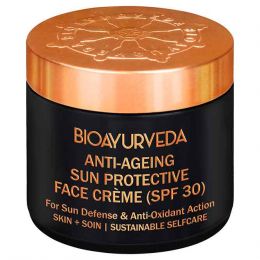 BIOAYURVEDA
ANTI-AGEING
SUN PROTECTIVE
FACE CRÈME (SPF 30)
For Sun Defense & Anti-Oxidant Action
SKIN + SOIN | SUSTAINABLE SELFCARE